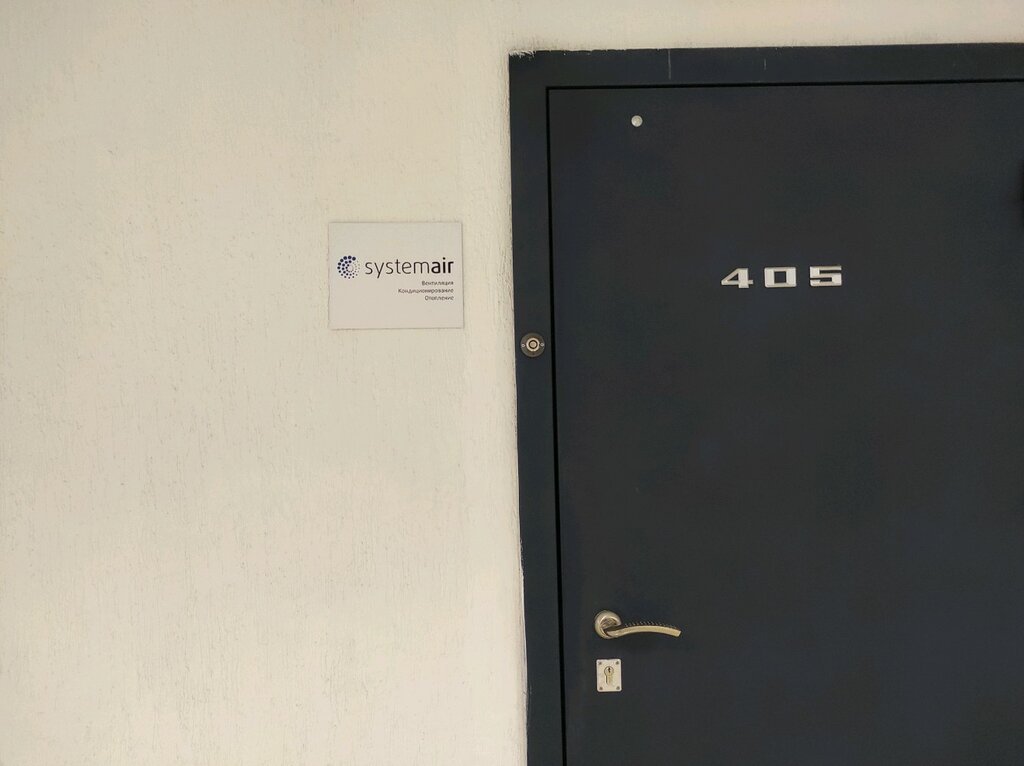 systemair
Вентиляция
Кондиционирование
Отопление
405